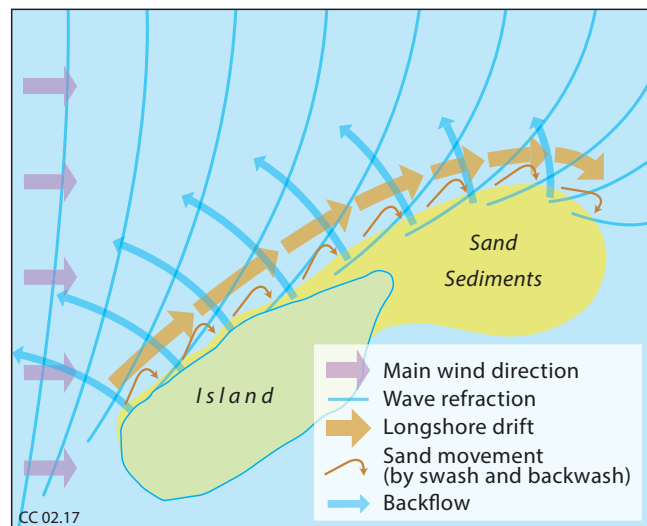 Sand
Sediments
Island
Main wind direction
Wave refraction
Longshore drift
Sand movement
(by swash and backwash)
Backflow
CC 02.17